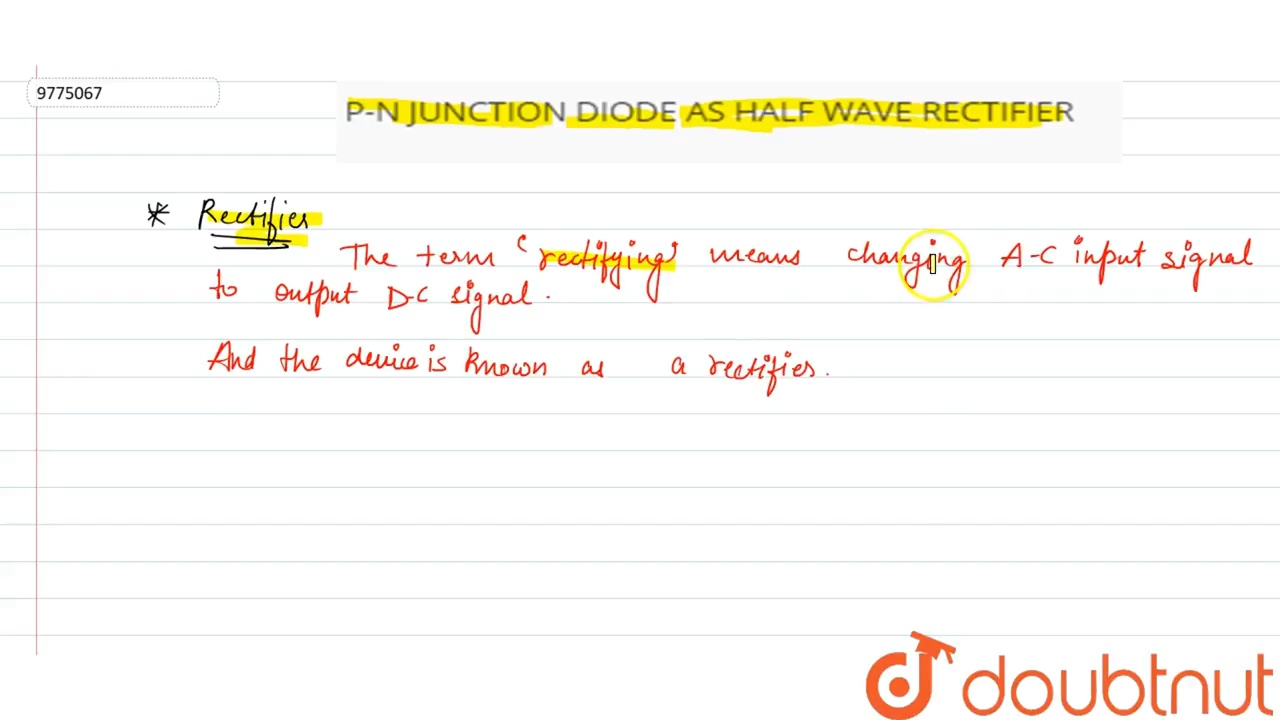 9775067
P-N JUNCTION DIODE AS HALF WAVE RECTIFIER
* Rectifier
The term 'rectifying' means changing A-C input signal
to output D-C signal.
And the device is known as a rectifier.
doubtnut